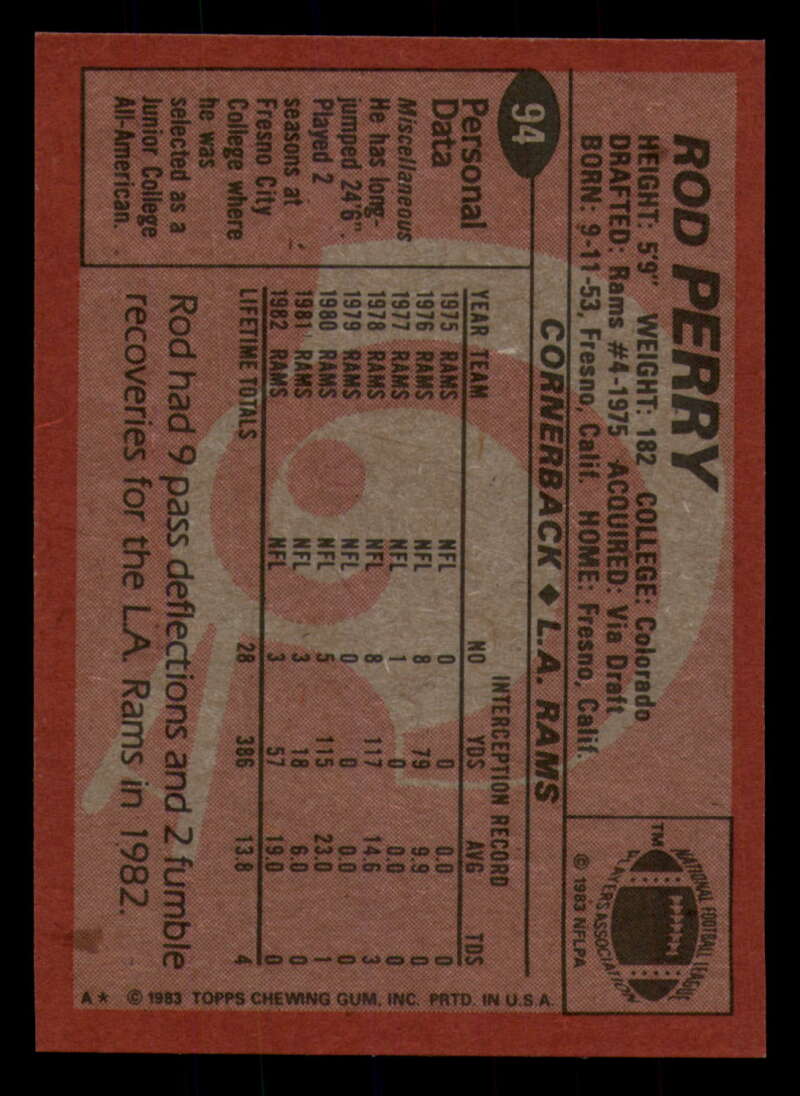 ROD PERRY
HEIGHT: 5'9" WEIGHT: 182 COLLEGE: Colorado
DRAFTED: Rams #4-1975 ACQUIRED: Via Draft
BORN: 9-11-53, Fresno, Calif. HOME: Fresno, Calif.
NATIONAL FOOTBALL LEAGUE
PLAYERS ASSOCIATION
TM
© 1983 NFLPA
94
CORNERBACK ♦ L.A. RAMS
Personal
Data
Miscellaneous
He has long-
jumped 24'6".
Played 2
seasons at
Fresno City
College where
he was
selected as a
Junior College
All-American.
INTERCEPTION RECORD
YEAR TEAM NO YDS AVG TDS
1975 RAMS NFL 0 0 0.0 0
1976 RAMS NFL 8 79 9.9 0
1977 RAMS NFL 1 0 0.0 0
1978 RAMS NFL 8 117 14.6 3
1979 RAMS NFL 0 0 0.0 0
1980 RAMS NFL 5 115 23.0 1
1981 RAMS NFL 3 18 6.0 0
1982 RAMS NFL 3 57 19.0 0
LIFETIME TOTALS 28 386 13.8 4
Rod had 9 pass deflections and 2 fumble
recoveries for the L.A. Rams in 1982.
A* © 1983 TOPPS CHEWING GUM, INC. PRTD. IN U.S.A.